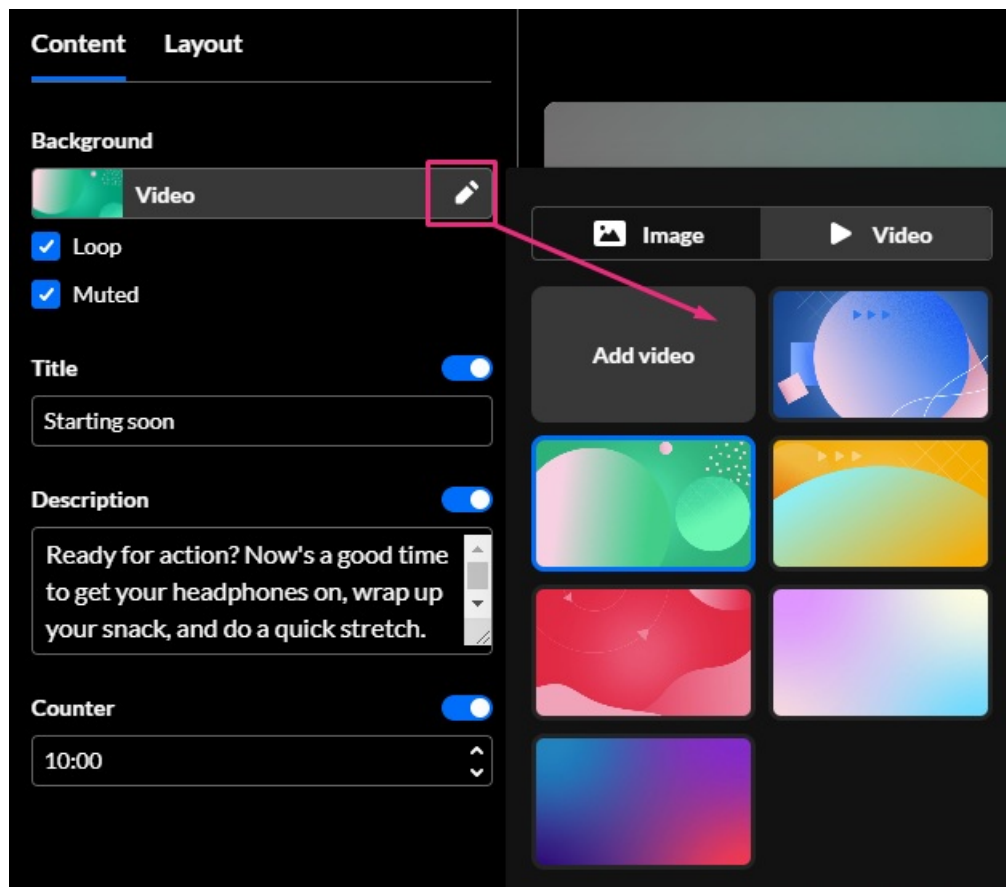 Content Layout
Background
Video
Loop
Muted
Title
Starting soon
Description
Ready for action? Now's a good time
to get your headphones on, wrap up
your snack, and do a quick stretch.
Counter
10:00
Image Video
Add video